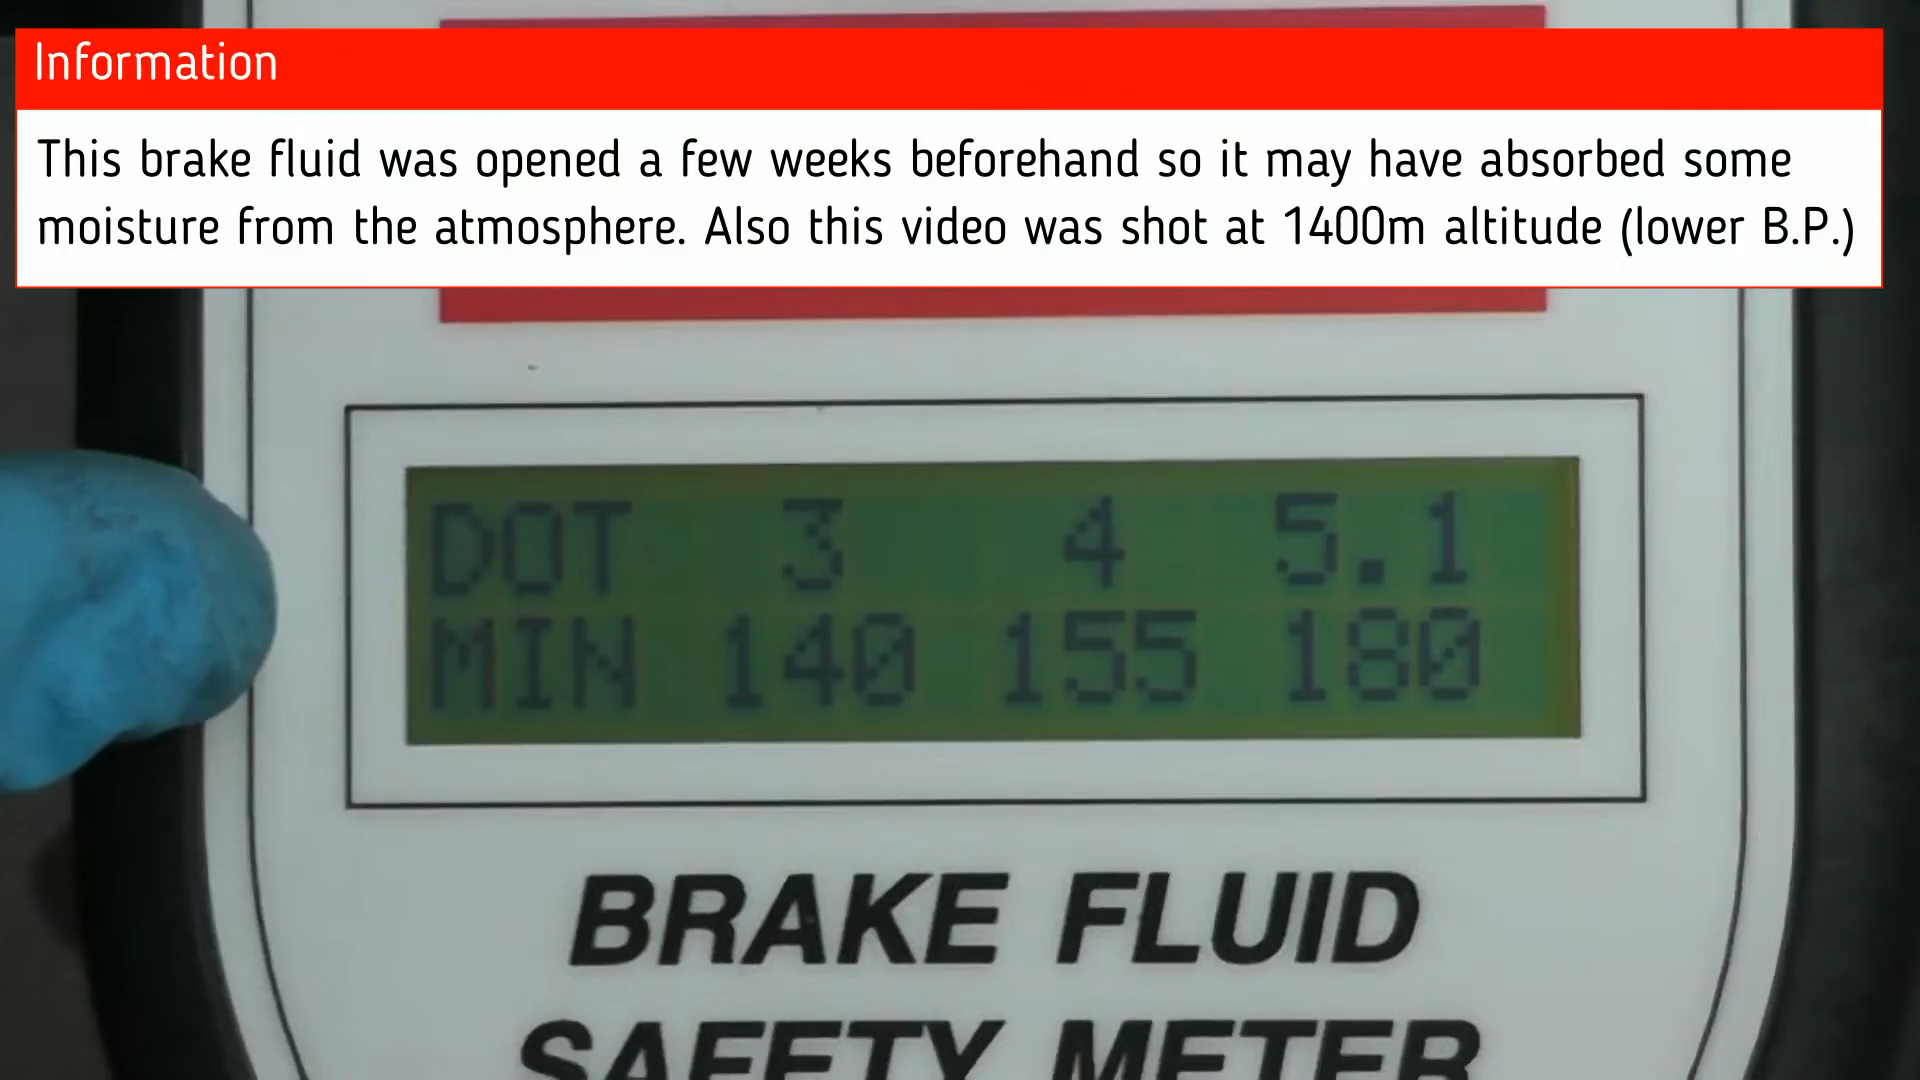 Information
This brake fluid was opened a few weeks beforehand so it may have absorbed some
moisture from the atmosphere. Also this video was shot at 1400m altitude (lower B.P.)
DOT 3 4 5.1
MIN 140 155 180
BRAKE FLUID
SAFETY METER